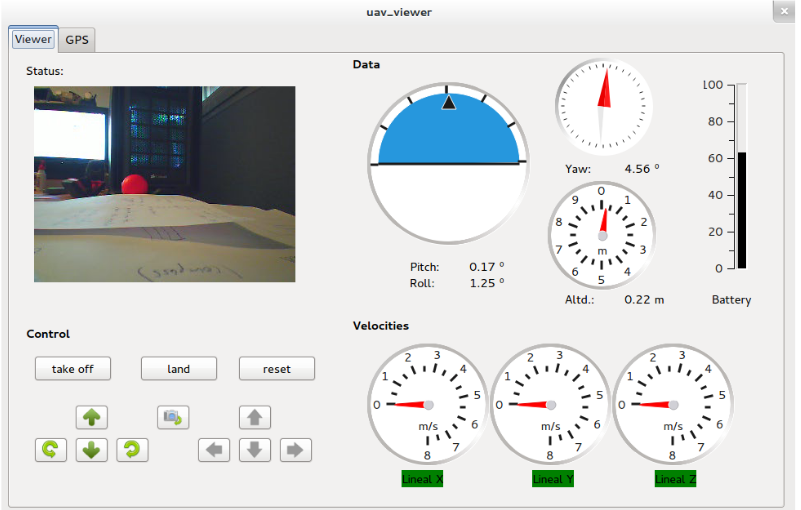 uav_viewer
Viewer GPS
Status:
Data
Yaw: 4.56 º
Pitch: 0.17 º
Roll: 1.25 º
0 1 2 3 4 5 6 7 8 9
m
Altd.: 0.22 m
100
80
60
40
20
0
Battery
Control
take off land reset
Velocities
0 1 2 3 4 5 6 7 8
m/s
Lineal X
0 1 2 3 4 5 6 7 8
m/s
Lineal Y
0 1 2 3 4 5 6 7 8
m/s
Lineal Z